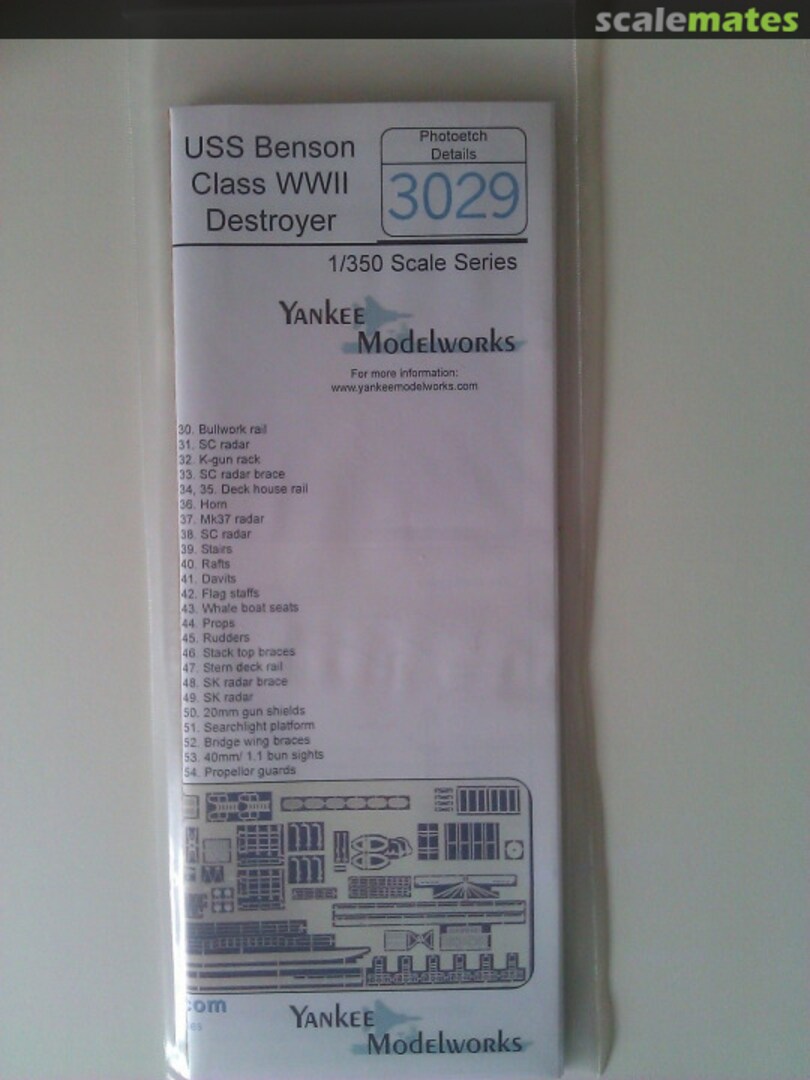 scalemates
USS Benson
Class WWII
Destroyer
Photoetch
Details
3029
1/350 Scale Series
Yankee
Modelworks
For more information:
www.yankeemodelworks.com
30. Bullwork rail
31. SC radar
32. K-gun rack
33. SC radar brace
34, 35. Deck house rail
36. Horn
37. Mk37 radar
38. SC radar
39. Stairs
40. Rafts
41. Davits
42. Flag staffs
43. Whale boat seats
44. Props
45. Rudders
46. Stack top braces
47. Stern deck rail
48. SK radar brace
49. SK radar
50. 20mm gun shields
51. Searchlight platform
52. Bridge wing braces
53. 40mm/ 1.1 bun sights
54. Propellor guards
.com
Yankee
Modelworks